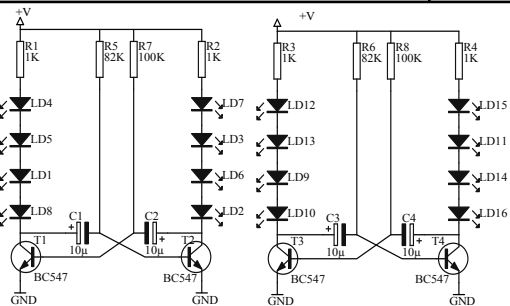 +V +V
R1 R5 R7 R2 R3 R6 R8 R4
1K 82K 100K 1K 1K 82K 100K 1K
LD4 LD7 LD12 LD15
LD5 LD3 LD13 LD11
LD1 LD6 LD9 LD14
LD8 LD2 LD10 LD16
C1 C2 C3 C4
+ + + +
T1 T2 T3 T4
10μ 10μ 10μ 10μ
BC547 BC547 BC547 BC547
GND GND GND GND